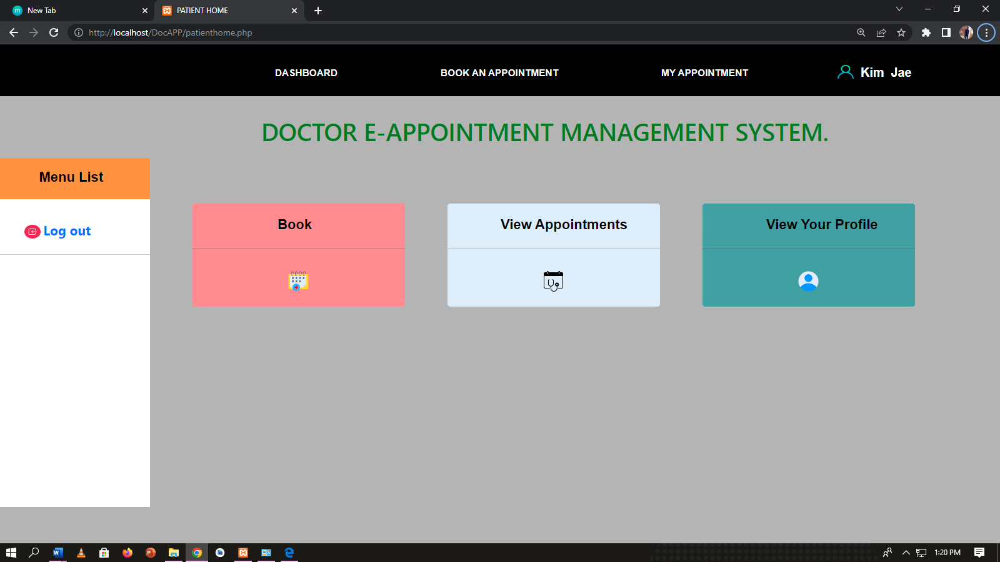 New Tab
PATIENT HOME
http://localhost/DocAPP/patienthome.php
DASHBOARD
BOOK AN APPOINTMENT
MY APPOINTMENT
Kim Jae
DOCTOR E-APPOINTMENT MANAGEMENT SYSTEM.
Menu List
Log out
Book
View Appointments
View Your Profile
1:20 PM